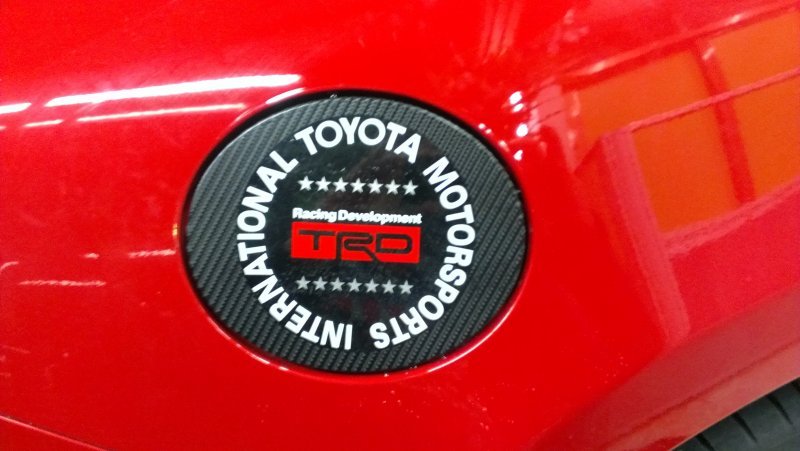 INTERNATIONAL TOYOTA MOTORSPORTS
Racing Development
TRD